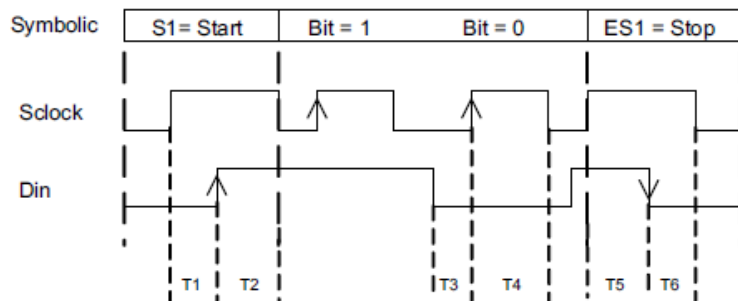 Symbolic S1= Start Bit = 1 Bit = 0 ES1 = Stop
Sclock
Din
T1 T2 T3 T4 T5 T6